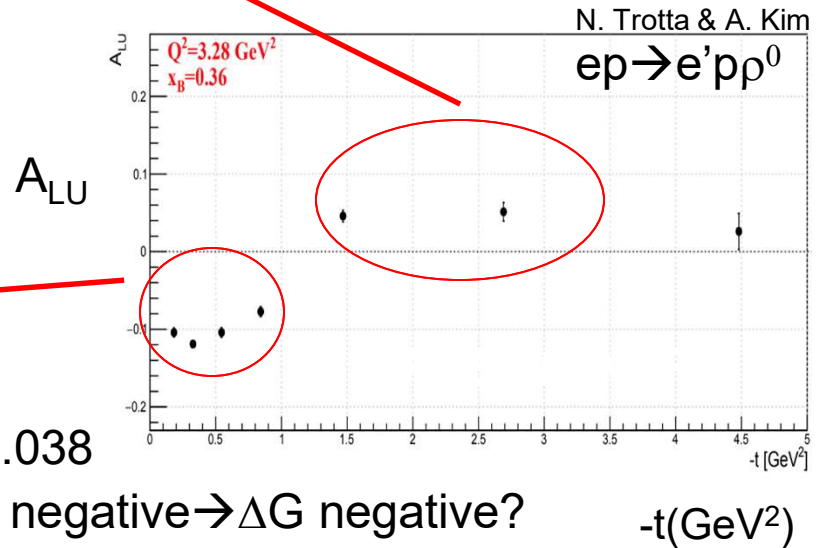 N. Trotta & A. Kim
ep→e'pρ⁰
A_LU
Q²=3.28 GeV²
x_B=0.36
0.2
0.1
A_LU
0
−0.1
−0.2
0 0.5 1 1.5 2 2.5 3 3.5 4 4.5 5
-t [GeV²]
.038
negative→ΔG negative?
-t(GeV²)